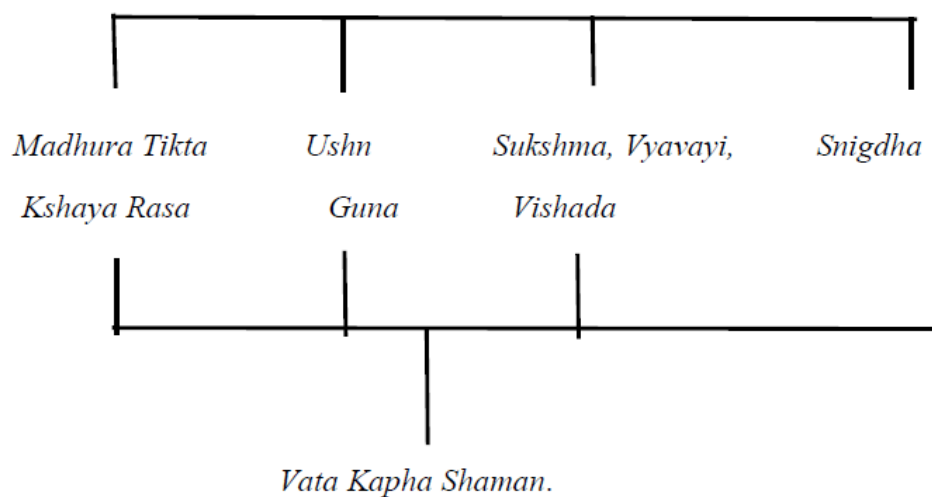 Madhura Tikta Ushn Sukshma, Vyavayi, Snigdha
Kshaya Rasa Guna Vishada
Vata Kapha Shaman.